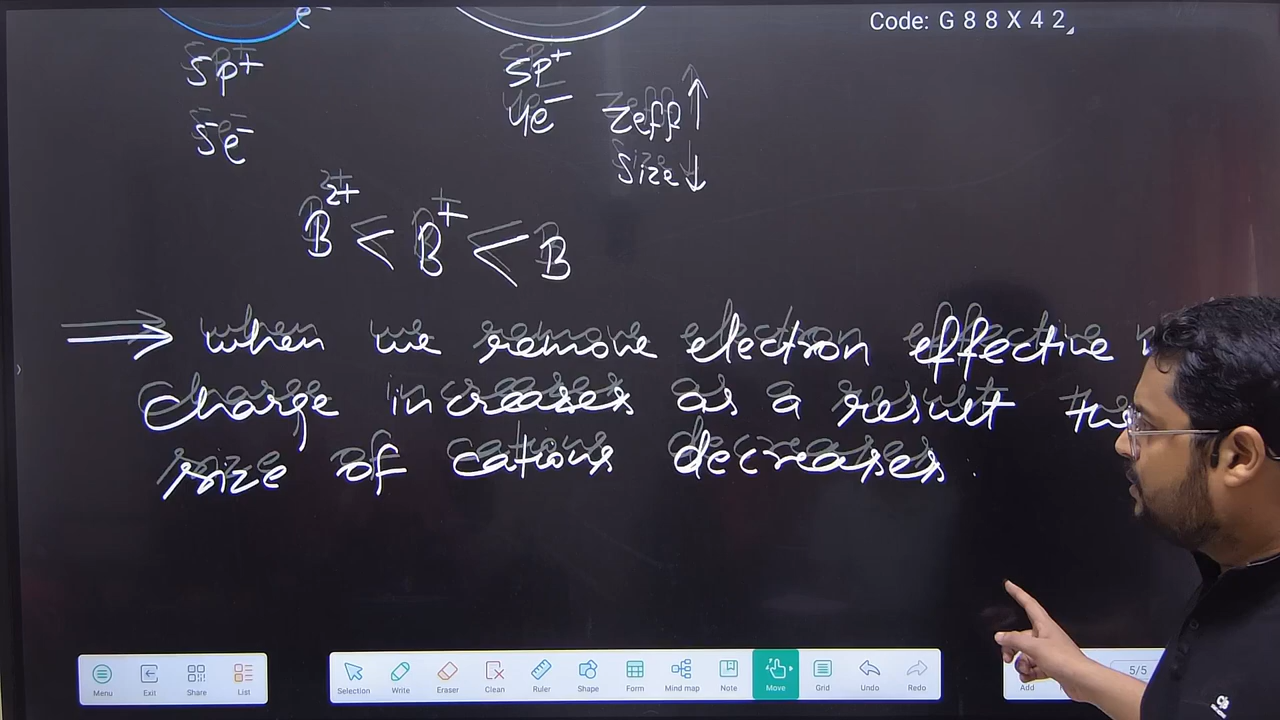 Code: G 8 8 X 4 2
e⁻
5p+ 5p+
5e⁻ 4e⁻ Zeff ↑
Size ↓
B²⁺ < B⁺ < B
⇒ when we remove electron effective
charge increases as a result
size of cations decreases.
Menu Exit Share List Selection Write Eraser Clean Ruler Shape Form Mind map Note Move Grid Undo Redo Add 5/5